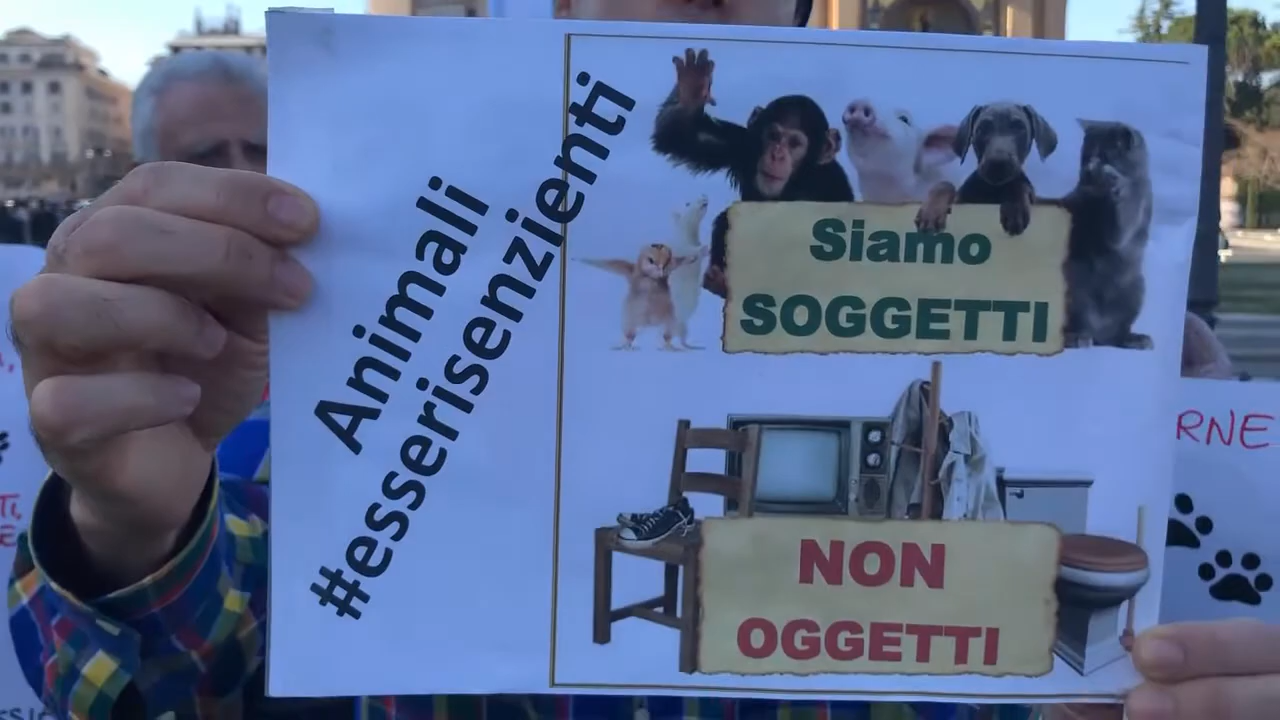 Animali
#esserisenzienti
Siamo
SOGGETTI
NON
OGGETTI
RNE